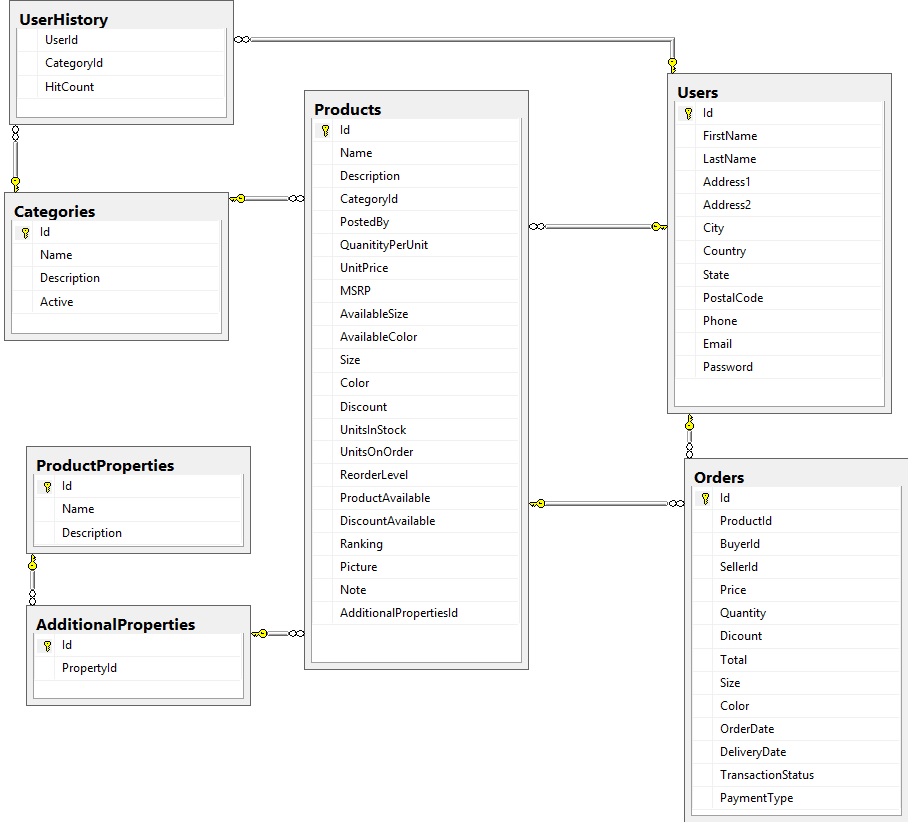 UserHistory
UserId
CategoryId
HitCount
Categories
Id
Name
Description
Active
ProductProperties
Id
Name
Description
AdditionalProperties
Id
PropertyId
Products
Id
Name
Description
CategoryId
PostedBy
QuanitityPerUnit
UnitPrice
MSRP
AvailableSize
AvailableColor
Size
Color
Discount
UnitsInStock
UnitsOnOrder
ReorderLevel
ProductAvailable
DiscountAvailable
Ranking
Picture
Note
AdditionalPropertiesId
Users
Id
FirstName
LastName
Address1
Address2
City
Country
State
PostalCode
Phone
Email
Password
Orders
Id
ProductId
BuyerId
SellerId
Price
Quantity
Dicount
Total
Size
Color
OrderDate
DeliveryDate
TransactionStatus
PaymentType